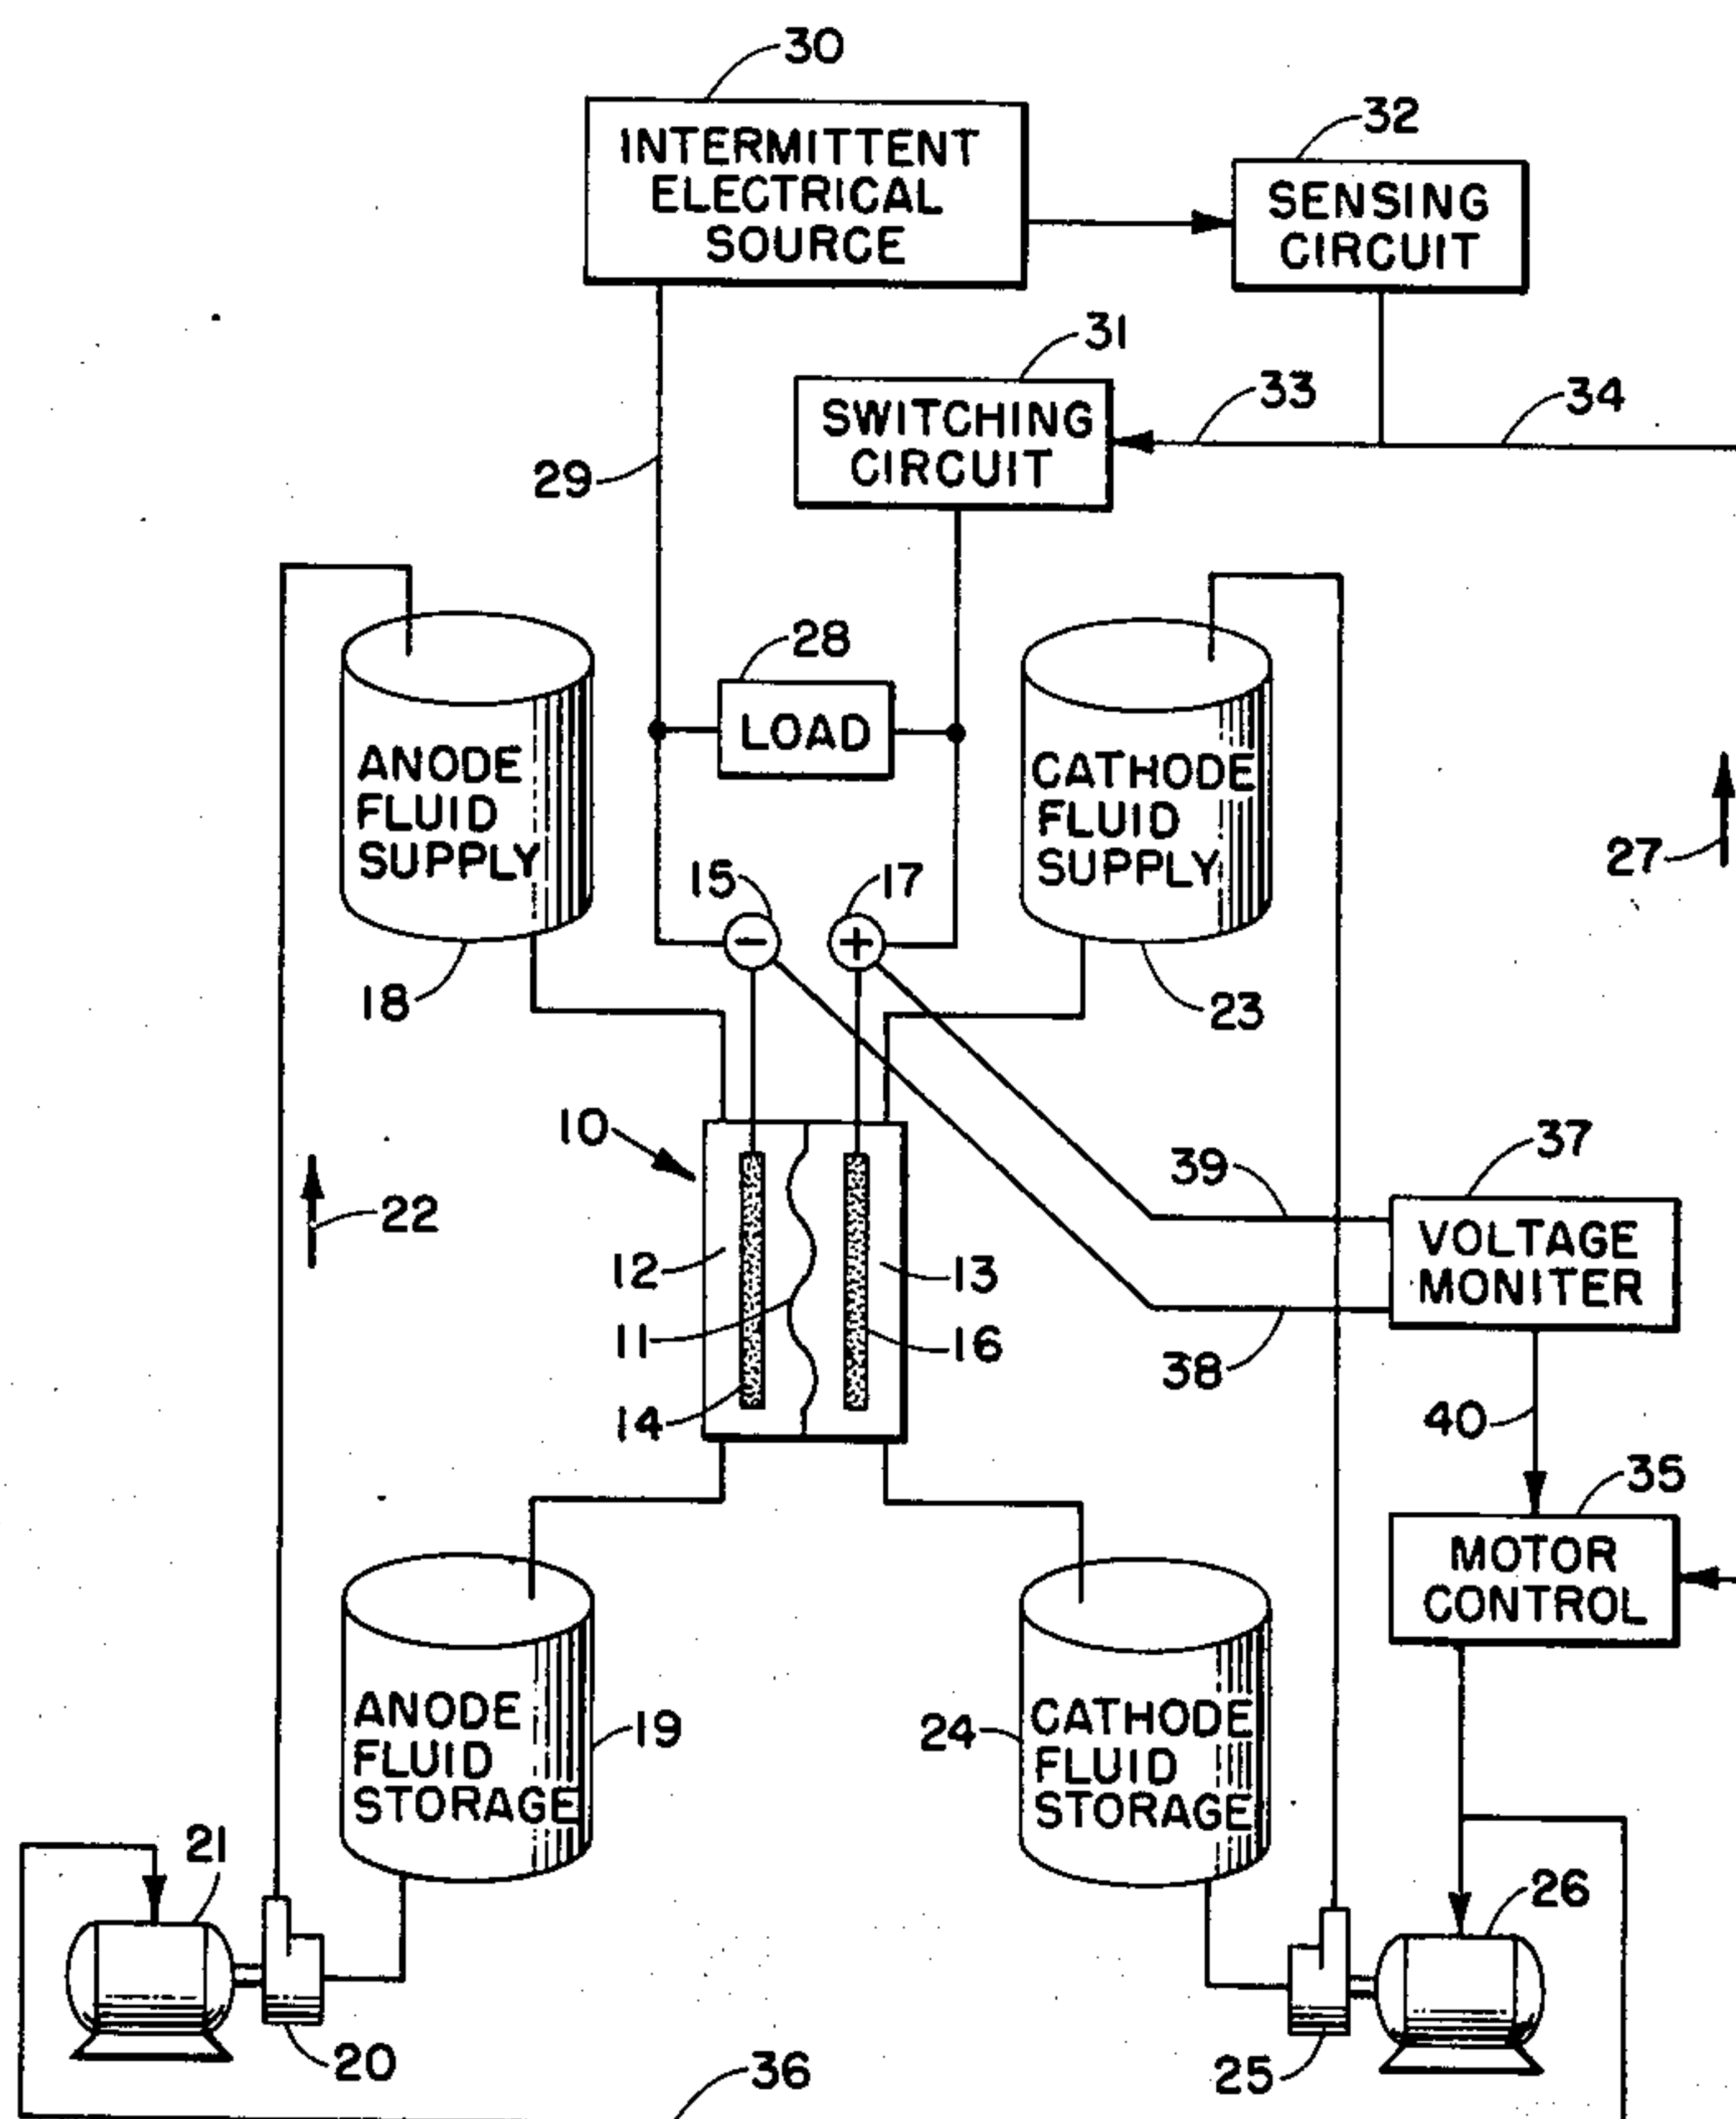 30
INTERMITTENT
ELECTRICAL
SOURCE
32
SENSING
CIRCUIT
31
SWITCHING
CIRCUIT
33
34
29
28
LOAD
ANODE
FLUID
SUPPLY
CATHODE
FLUID
SUPPLY
27
15
−
17
+
18
23
10
22
12
13
11
16
14
39
37
VOLTAGE
MONITER
38
40
35
MOTOR
CONTROL
ANODE
FLUID
STORAGE
19
24
CATHODE
FLUID
STORAGE
21
26
20
25
36